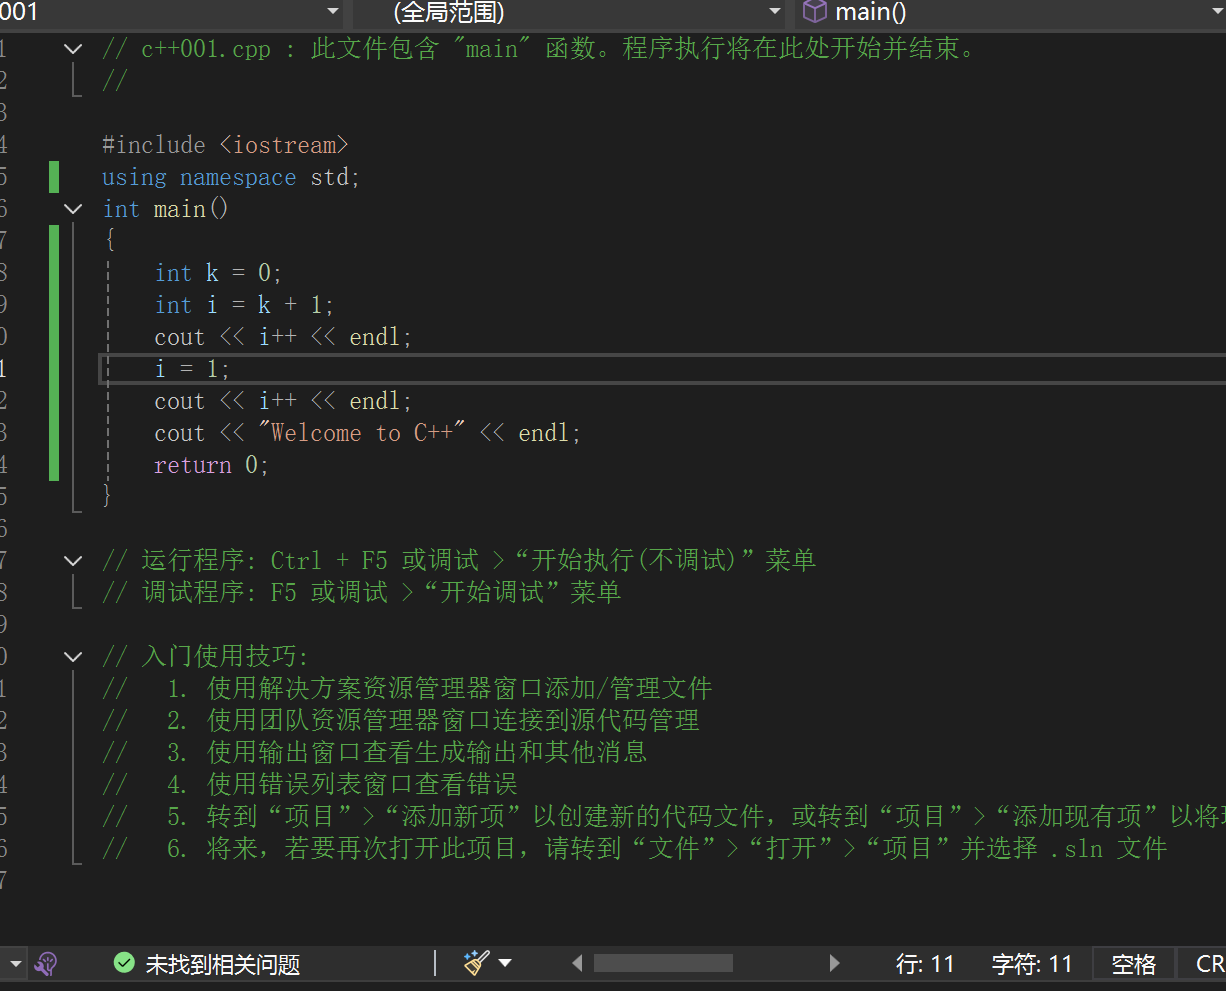 001 (全局范围) main()
1 // c++001.cpp : 此文件包含 "main" 函数。程序执行将在此处开始并结束。
2 //
3
4 #include <iostream>
5 using namespace std;
6 int main()
7 {
8 int k = 0;
9 int i = k + 1;
0 cout << i++ << endl;
1 i = 1;
2 cout << i++ << endl;
3 cout << "Welcome to C++" << endl;
4 return 0;
5 }
6
7 // 运行程序: Ctrl + F5 或调试 >“开始执行(不调试)”菜单
8 // 调试程序: F5 或调试 >“开始调试”菜单
9
0 // 入门使用技巧:
1 // 1. 使用解决方案资源管理器窗口添加/管理文件
2 // 2. 使用团队资源管理器窗口连接到源代码管理
3 // 3. 使用输出窗口查看生成输出和其他消息
4 // 4. 使用错误列表窗口查看错误
5 // 5. 转到“项目”>“添加新项”以创建新的代码文件，或转到“项目”>“添加现有项”以将
6 // 6. 将来，若要再次打开此项目，请转到“文件”>“打开”>“项目”并选择 .sln 文件
7
未找到相关问题 行: 11 字符: 11 空格 CR